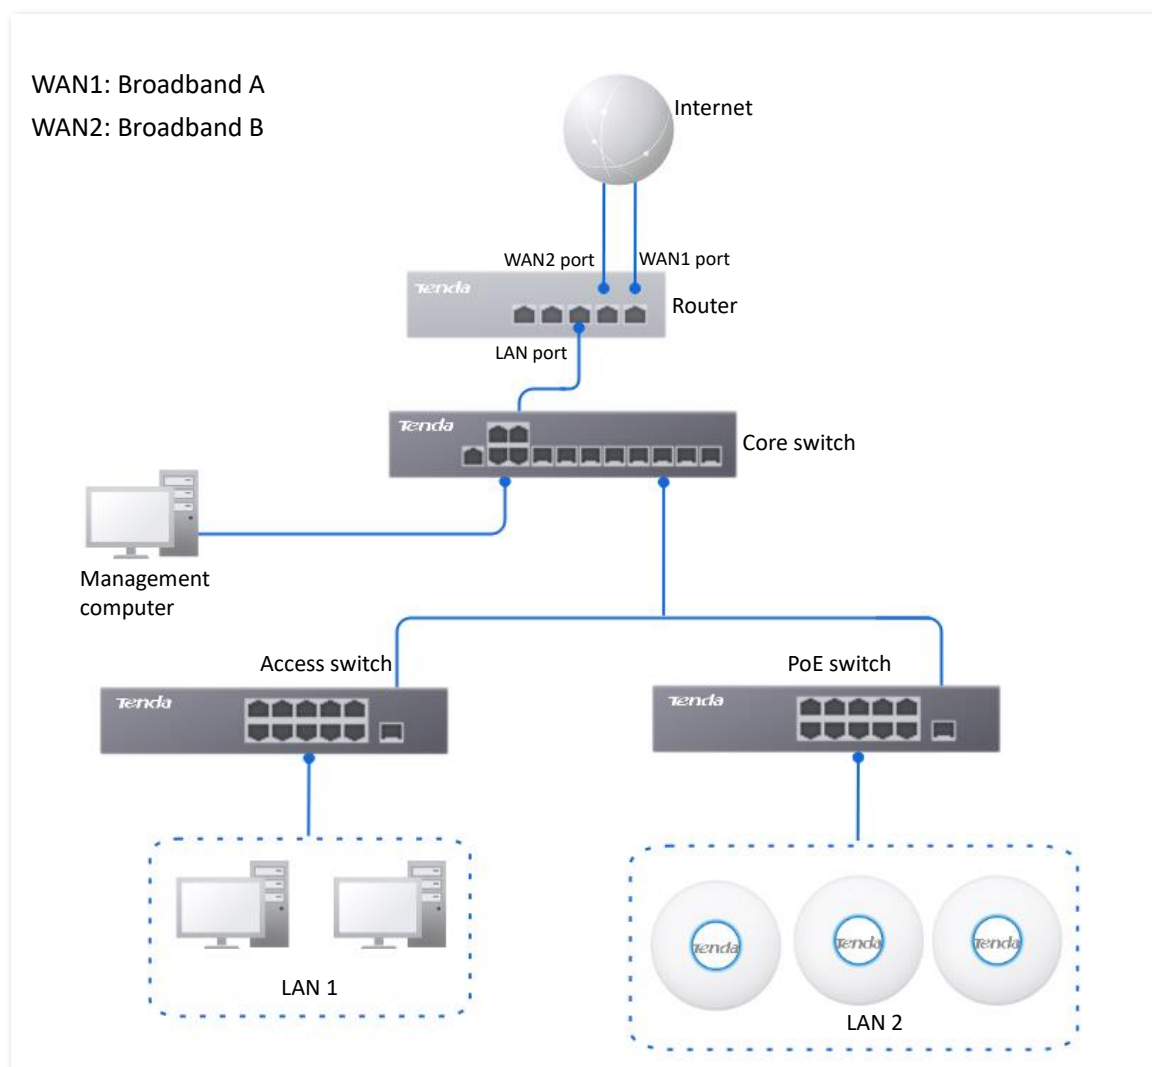 WAN1: Broadband A
WAN2: Broadband B
Internet
WAN2 port
WAN1 port
Tenda
Router
LAN port
Tenda
Core switch
Management
computer
Access switch
PoE switch
Tenda
Tenda
Tenda
Tenda
Tenda
LAN 1
LAN 2